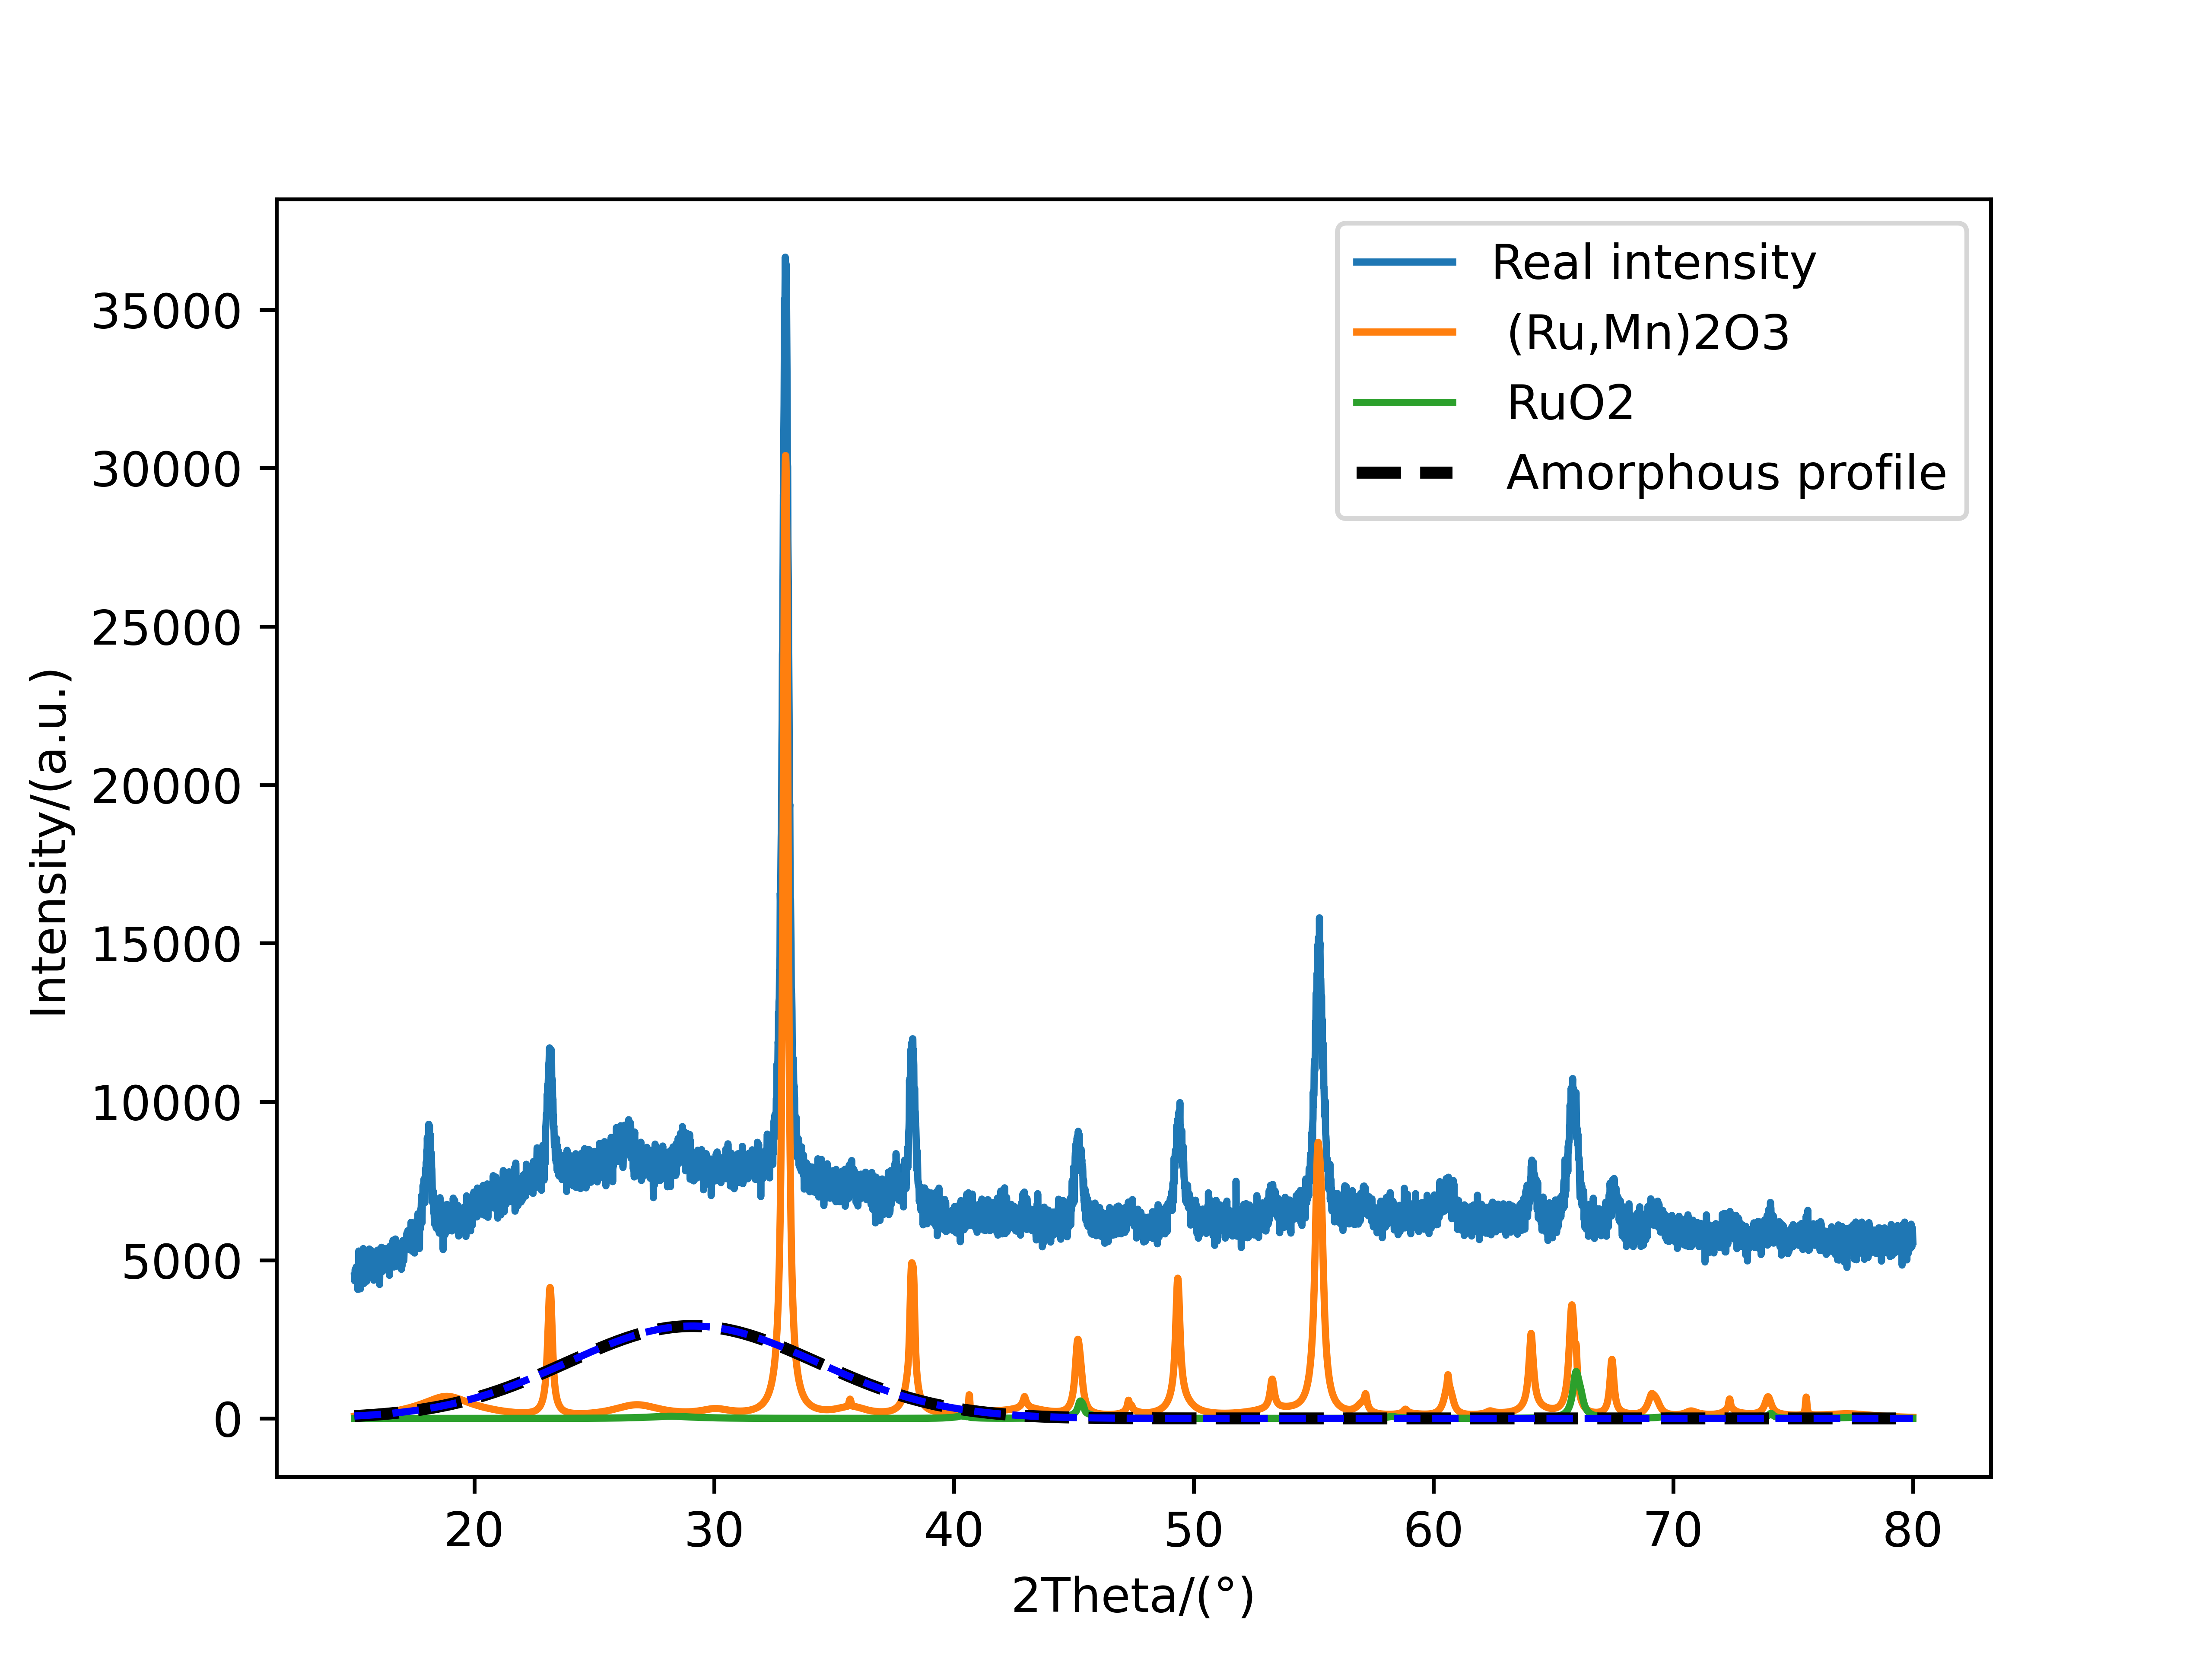 Real intensity
(Ru,Mn)2O3
RuO2
Amorphous profile
35000
30000
25000
20000
15000
10000
5000
0
Intensity/(a.u.)
20 30 40 50 60 70 80
2Theta/(°)